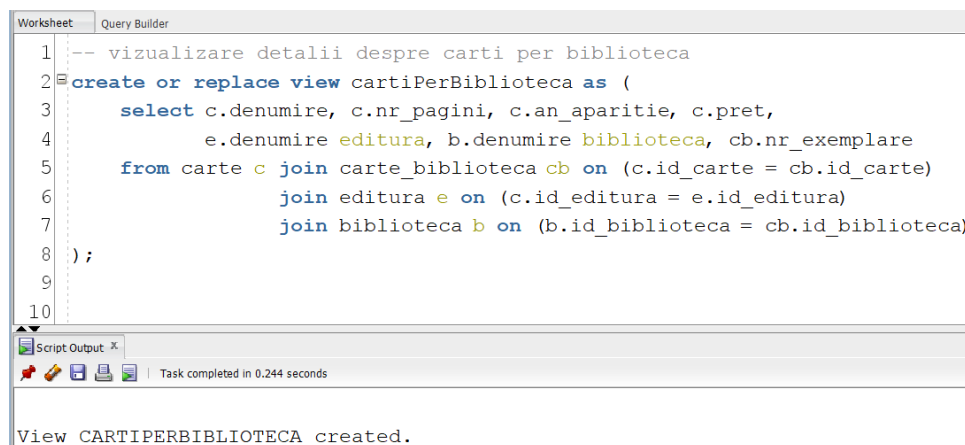 Worksheet Query Builder
1 -- vizualizare detalii despre carti per biblioteca
2 create or replace view cartiPerBiblioteca as (
3 select c.denumire, c.nr_pagini, c.an_aparitie, c.pret,
4 e.denumire editura, b.denumire biblioteca, cb.nr_exemplare
5 from carte c join carte_biblioteca cb on (c.id_carte = cb.id_carte)
6 join editura e on (c.id_editura = e.id_editura)
7 join biblioteca b on (b.id_biblioteca = cb.id_biblioteca)
8 );
9
10
Script Output x
Task completed in 0.244 seconds
View CARTIPERBIBLIOTECA created.